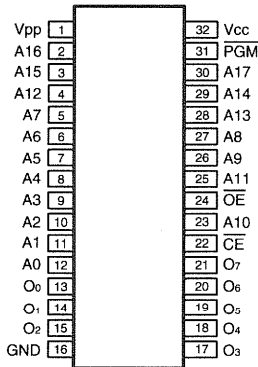 Vpp 1 32 Vcc
A16 2 31 P̅G̅M̅
A15 3 30 A17
A12 4 29 A14
A7 5 28 A13
A6 6 27 A8
A5 7 26 A9
A4 8 25 A11
A3 9 24 O̅E̅
A2 10 23 A10
A1 11 22 C̅E̅
A0 12 21 O₇
O₀ 13 20 O₆
O₁ 14 19 O₅
O₂ 15 18 O₄
GND 16 17 O₃